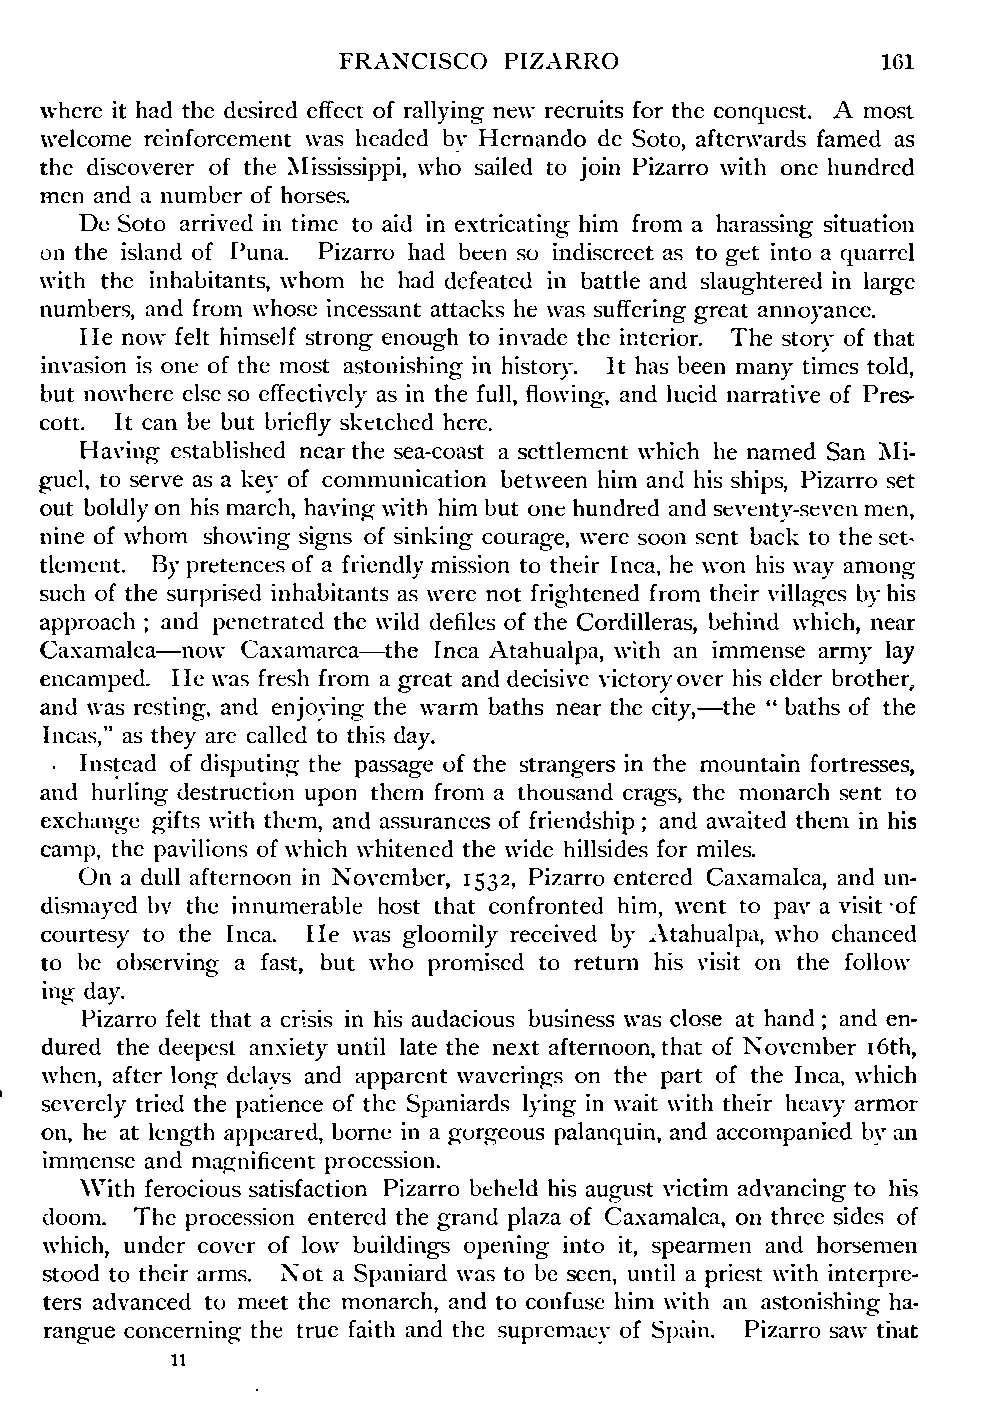 FRANCISCO PIZARRO 161
where it had the desired effect of rallying new recruits for the conquest. A most
welcome reinforcement was headed by Hernando de Soto, afterwards famed as
the discoverer of the Mississippi, who sailed to join Pizarro with one hundred
men and a number of horses.
De Soto arrived in time to aid in extricating him from a harassing situation
on the island of Puna. Pizarro had been so indiscreet as to get into a quarrel
with the inhabitants, whom he had defeated in battle and slaughtered in large
numbers, and from whose incessant attacks he was suffering great annoyance.
He now felt himself strong enough to invade the interior. The story of that
invasion is one of the most astonishing in history. It has been many times told,
but nowhere else so effectively as in the full, flowing, and lucid narrative of Pres-
cott. It can be but briefly sketched here.
Having established near the sea-coast a settlement which he named San Mi-
guel, to serve as a key of communication between him and his ships, Pizarro set
out boldly on his march, having with him but one hundred and seventy-seven men,
nine of whom showing signs of sinking courage, were soon sent back to the set-
tlement. By pretences of a friendly mission to their Inca, he won his way among
such of the surprised inhabitants as were not frightened from their villages by his
approach ; and penetrated the wild defiles of the Cordilleras, behind which, near
Caxamalca—now Caxamarca—the Inca Atahualpa, with an immense army lay
encamped. He was fresh from a great and decisive victory over his elder brother,
and was resting, and enjoying the warm baths near the city,—the “ baths of the
Incas,” as they are called to this day.
Instead of disputing the passage of the strangers in the mountain fortresses,
and hurling destruction upon them from a thousand crags, the monarch sent to
exchange gifts with them, and assurances of friendship ; and awaited them in his
camp, the pavilions of which whitened the wide hillsides for miles.
On a dull afternoon in November, 1532, Pizarro entered Caxamalca, and un-
dismayed by the innumerable host that confronted him, went to pay a visit of
courtesy to the Inca. He was gloomily received by Atahualpa, who chanced
to be observing a fast, but who promised to return his visit on the follow
ing day.
Pizarro felt that a crisis in his audacious business was close at hand ; and en-
dured the deepest anxiety until late the next afternoon, that of November 16th,
when, after long delays and apparent waverings on the part of the Inca, which
severely tried the patience of the Spaniards lying in wait with their heavy armor
on, he at length appeared, borne in a gorgeous palanquin, and accompanied by an
immense and magnificent procession.
With ferocious satisfaction Pizarro beheld his august victim advancing to his
doom. The procession entered the grand plaza of Caxamalca, on three sides of
which, under cover of low buildings opening into it, spearmen and horsemen
stood to their arms. Not a Spaniard was to be seen, until a priest with interpre-
ters advanced to meet the monarch, and to confuse him with an astonishing ha-
rangue concerning the true faith and the supremacy of Spain. Pizarro saw that
11